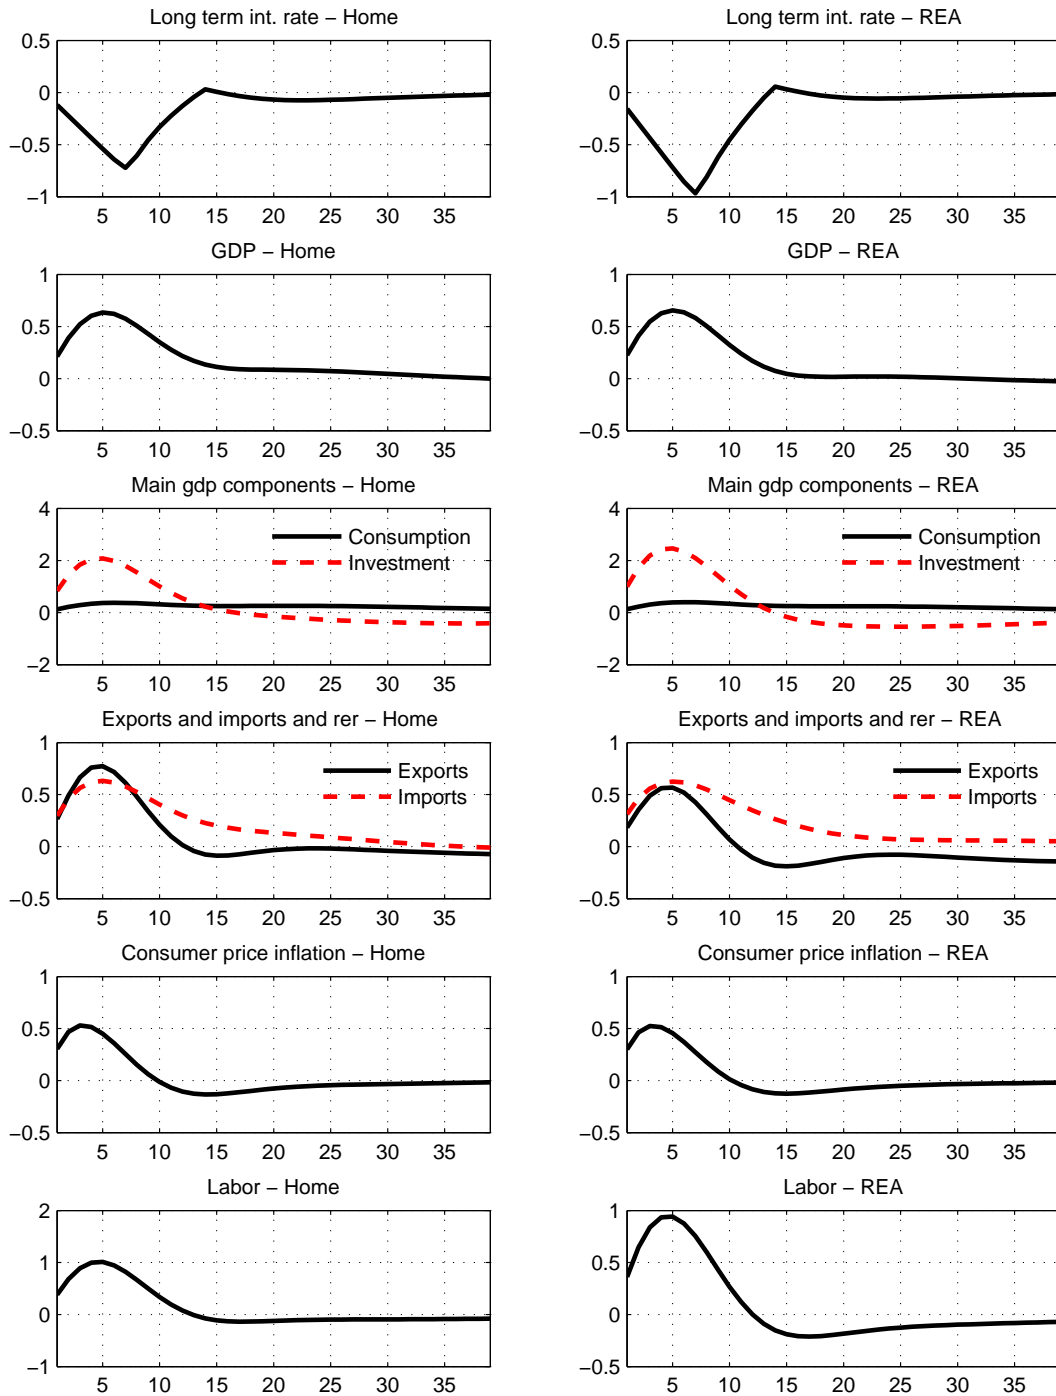 Long term int. rate – Home
0.5
0
−0.5
−1
5 10 15 20 25 30 35
Long term int. rate – REA
0.5
0
−0.5
−1
5 10 15 20 25 30 35
GDP – Home
1
0.5
0
−0.5
5 10 15 20 25 30 35
GDP – REA
1
0.5
0
−0.5
5 10 15 20 25 30 35
Main gdp components – Home
4
2
0
−2
Consumption
Investment
5 10 15 20 25 30 35
Main gdp components – REA
4
2
0
−2
Consumption
Investment
5 10 15 20 25 30 35
Exports and imports and rer – Home
1
0.5
0
−0.5
Exports
Imports
5 10 15 20 25 30 35
Exports and imports and rer – REA
1
0.5
0
−0.5
Exports
Imports
5 10 15 20 25 30 35
Consumer price inflation – Home
1
0.5
0
−0.5
5 10 15 20 25 30 35
Consumer price inflation – REA
1
0.5
0
−0.5
5 10 15 20 25 30 35
Labor – Home
2
1
0
−1
5 10 15 20 25 30 35
Labor – REA
1
0.5
0
−0.5
5 10 15 20 25 30 35